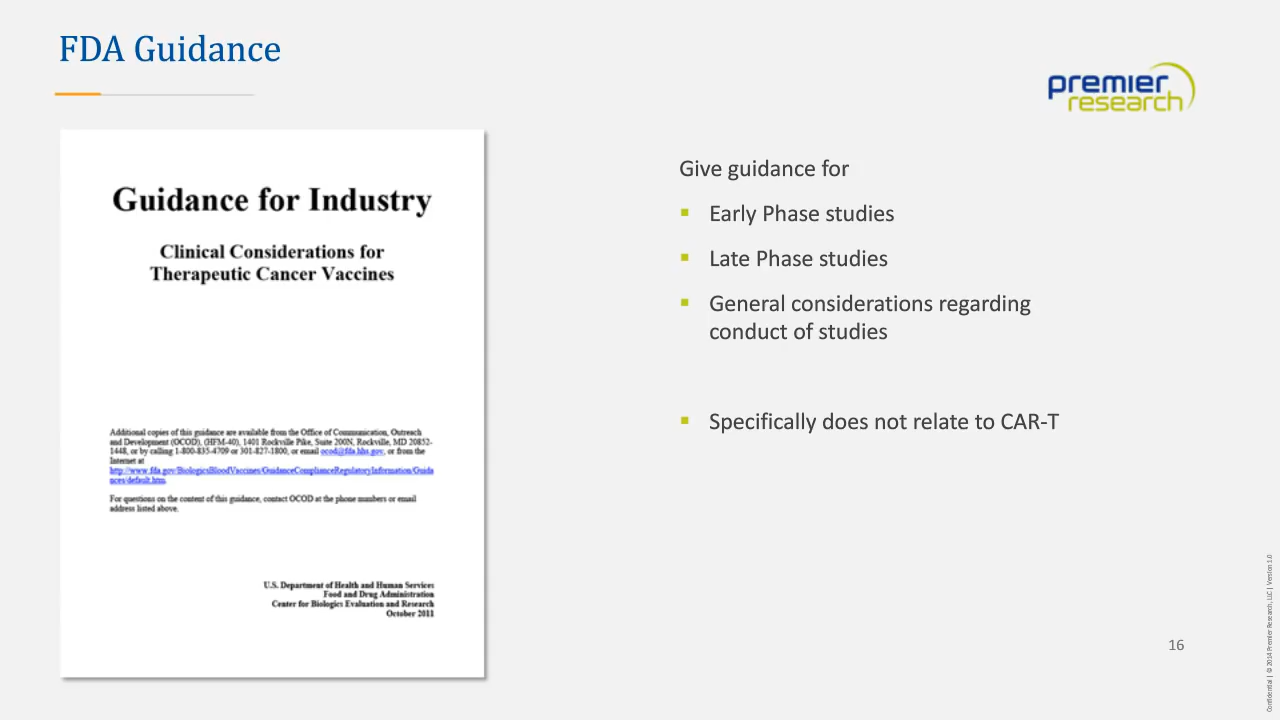 FDA Guidance
premier
research
Guidance for Industry
Clinical Considerations for
Therapeutic Cancer Vaccines
Additional copies of this guidance are available from the Office of Communication, Outreach
and Development (OCOD), (HFM-40), 1401 Rockville Pike, Suite 200N, Rockville, MD 20852-
1448, or by calling 1-800-835-4709 or 301-827-1800, or email ocod@fda.hhs.gov, or from the
Internet at
http://www.fda.gov/BiologicsBloodVaccines/GuidanceComplianceRegulatoryInformation/Guida
nces/default.htm.
For questions on the content of this guidance, contact OCOD at the phone numbers or email
address listed above.
U.S. Department of Health and Human Services
Food and Drug Administration
Center for Biologics Evaluation and Research
October 2011
Give guidance for
▪ Early Phase studies
▪ Late Phase studies
▪ General considerations regarding
conduct of studies
▪ Specifically does not relate to CAR-T
16
Confidential | © 2014 Premier Research, LLC | Version 1.0